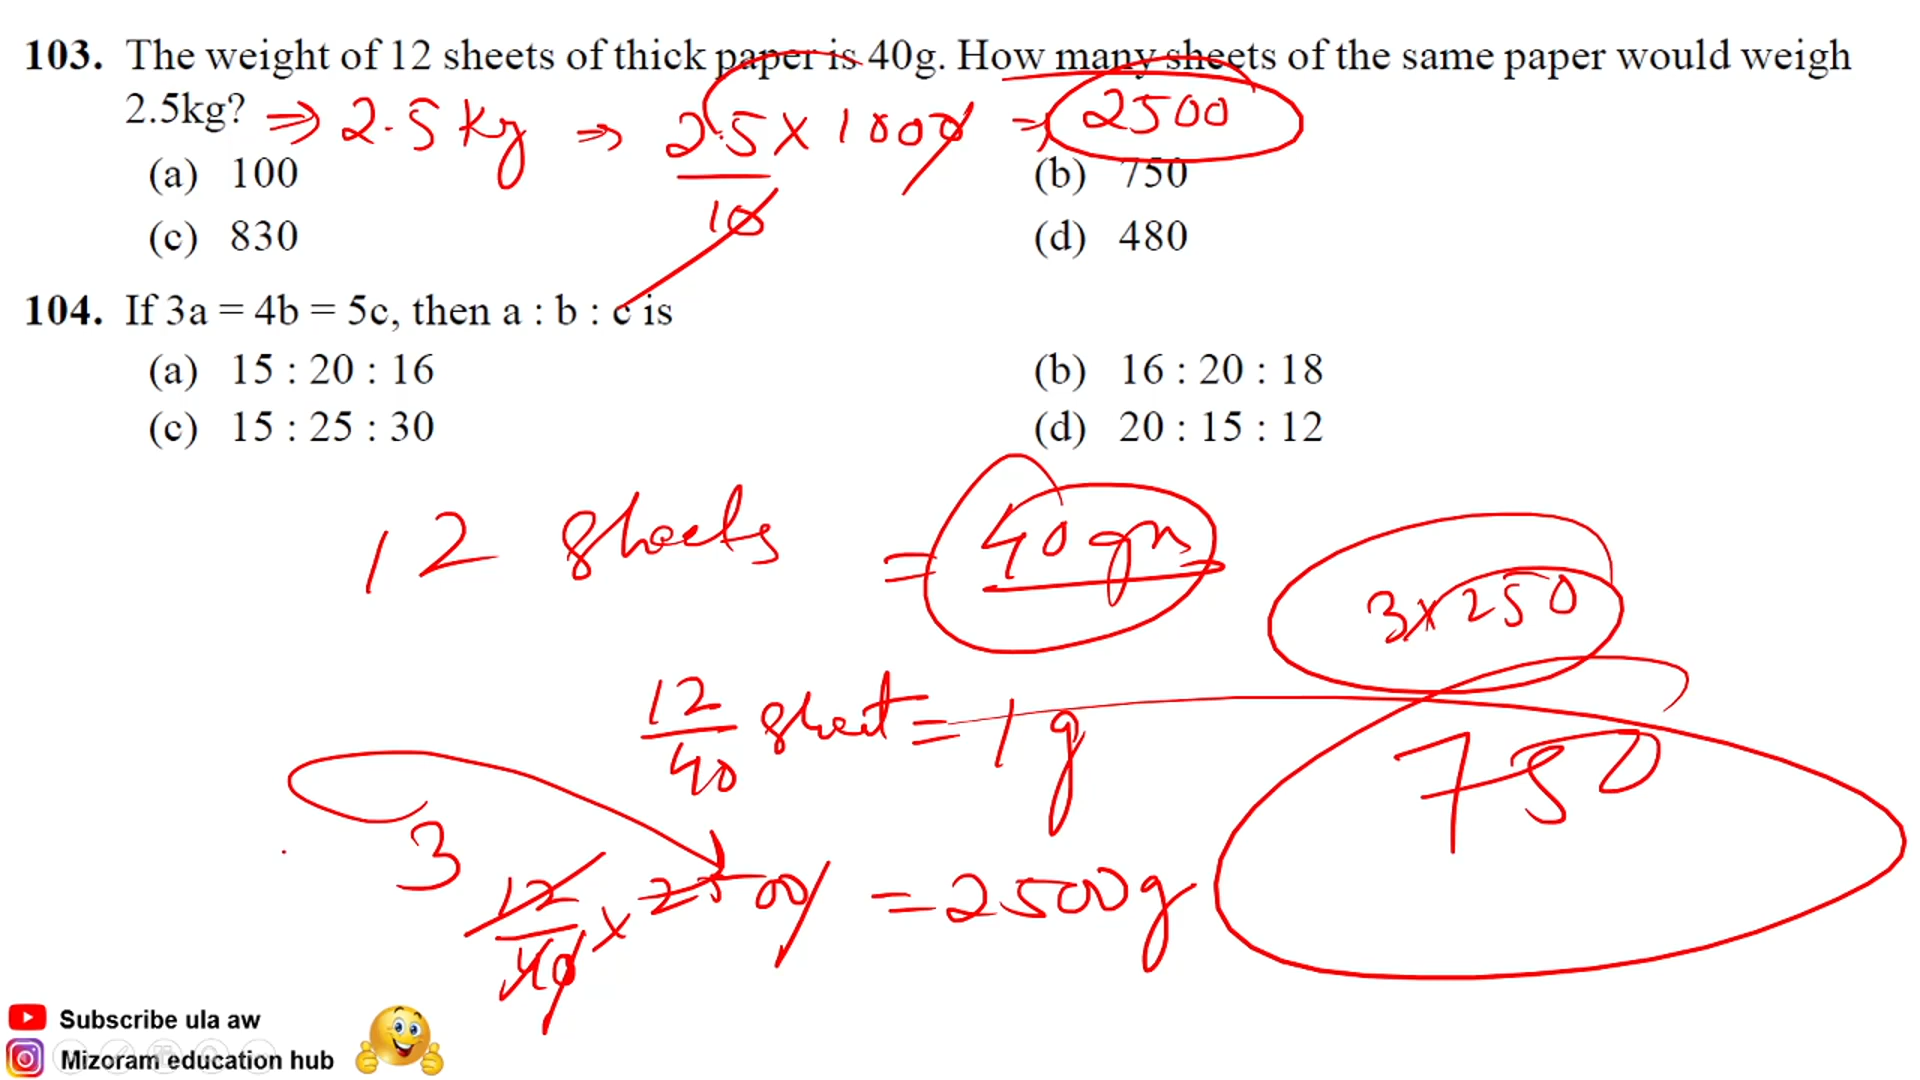 103. The weight of 12 sheets of thick paper is 40g. How many sheets of the same paper would weigh
2.5kg? ⇒ 2.5 kg ⇒ 2.5 × 1000 ⇒ 2500
10
(a) 100 (b) 750
(c) 830 (d) 480
104. If 3a = 4b = 5c, then a : b : c is
(a) 15 : 20 : 16 (b) 16 : 20 : 18
(c) 15 : 25 : 30 (d) 20 : 15 : 12
12 sheets = 40 gm
3×250
12/40 sheet = 1 g
750
3
12/40 × 2500 = 2500g
Subscribe ula aw
Mizoram education hub